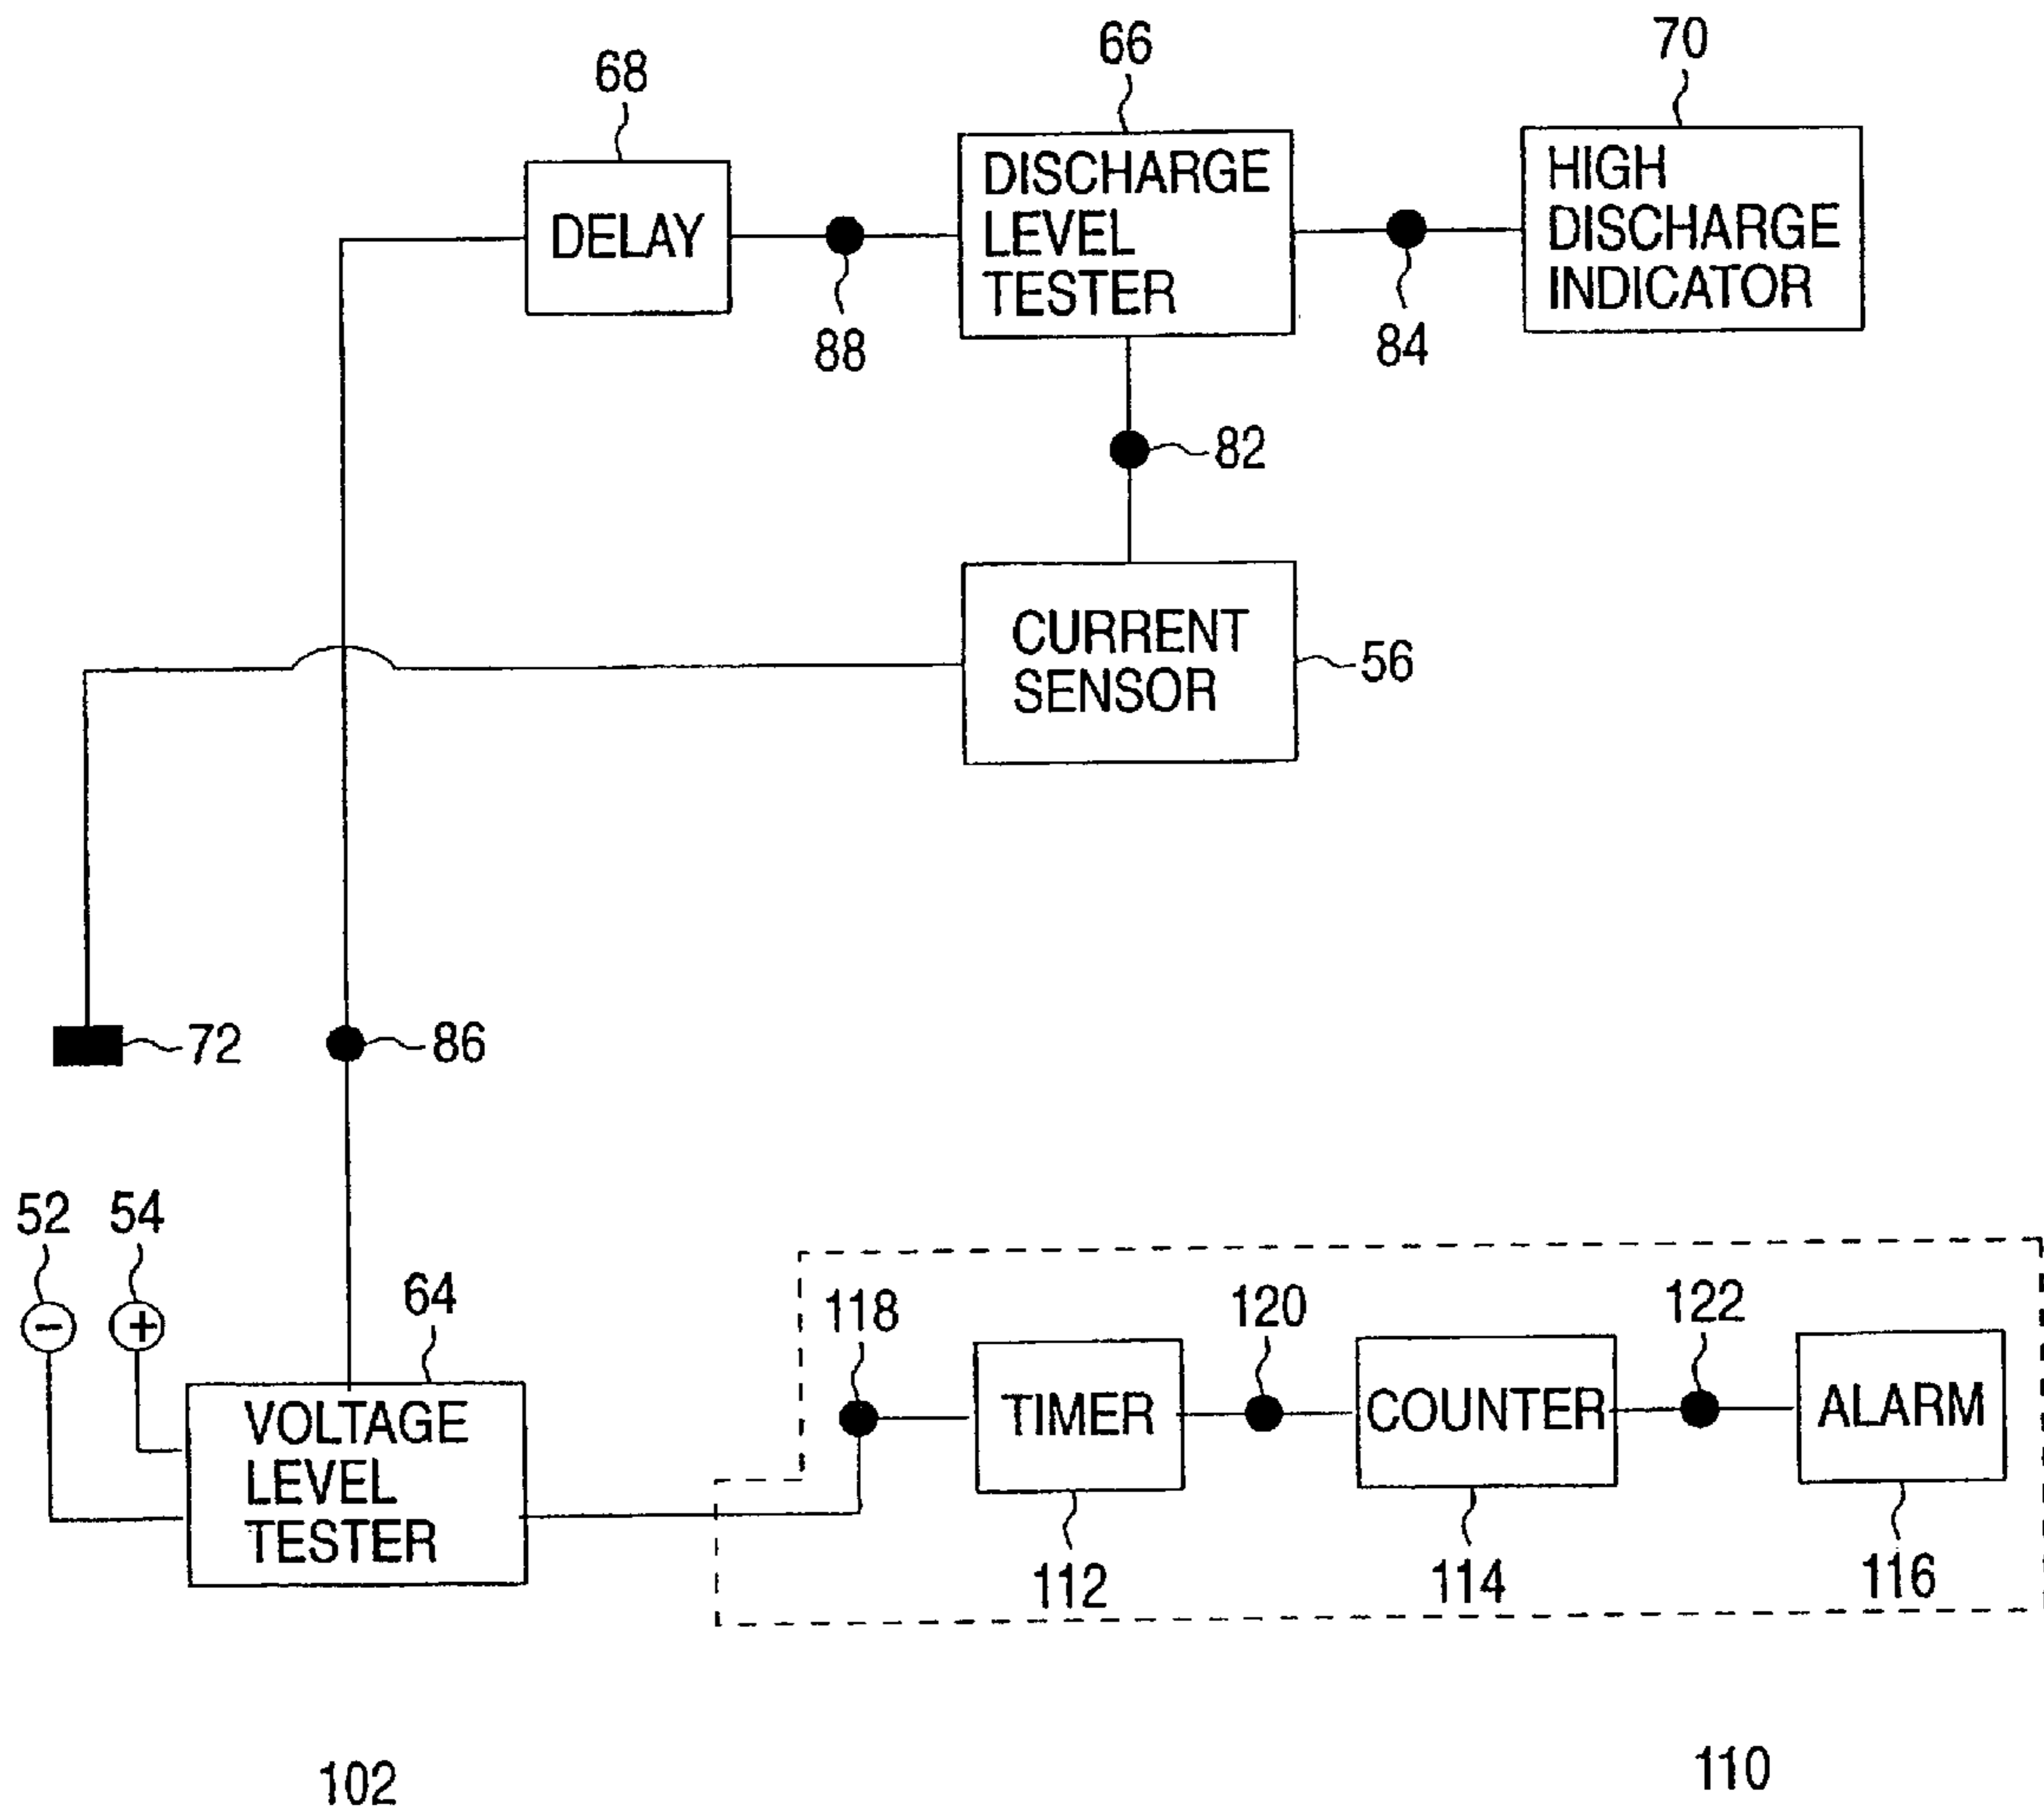 68
66
70
DELAY
DISCHARGE
LEVEL
TESTER
HIGH
DISCHARGE
INDICATOR
88
84
82
CURRENT
SENSOR
56
72
86
52
54
64
VOLTAGE
LEVEL
TESTER
118
120
122
TIMER
COUNTER
ALARM
112
114
116
102
110
−
+